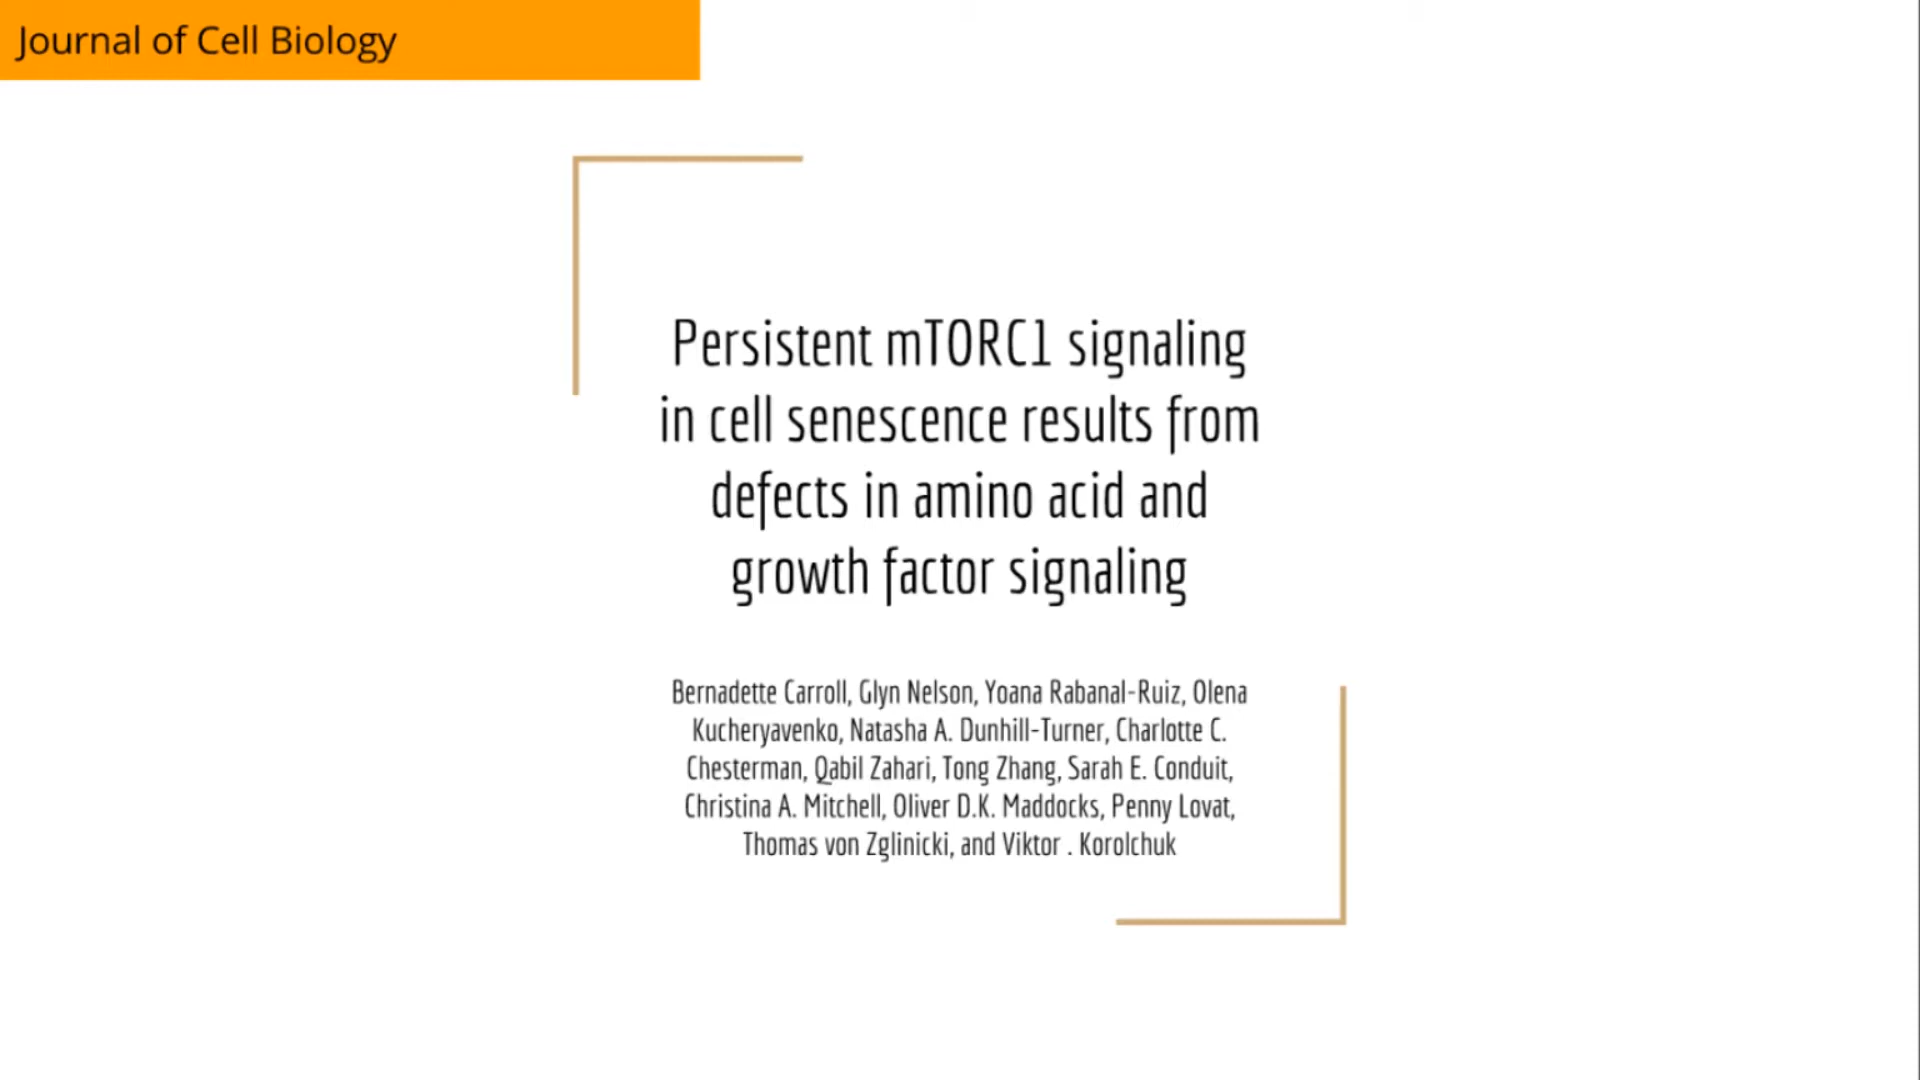 Journal of Cell Biology
Persistent mTORC1 signaling
in cell senescence results from
defects in amino acid and
growth factor signaling
Bernadette Carroll, Glyn Nelson, Yoana Rabanal-Ruiz, Olena
Kucheryavenko, Natasha A. Dunhill-Turner, Charlotte C.
Chesterman, Qabil Zahari, Tong Zhang, Sarah E. Conduit,
Christina A. Mitchell, Oliver D.K. Maddocks, Penny Lovat,
Thomas von Zglinicki, and Viktor . Korolchuk